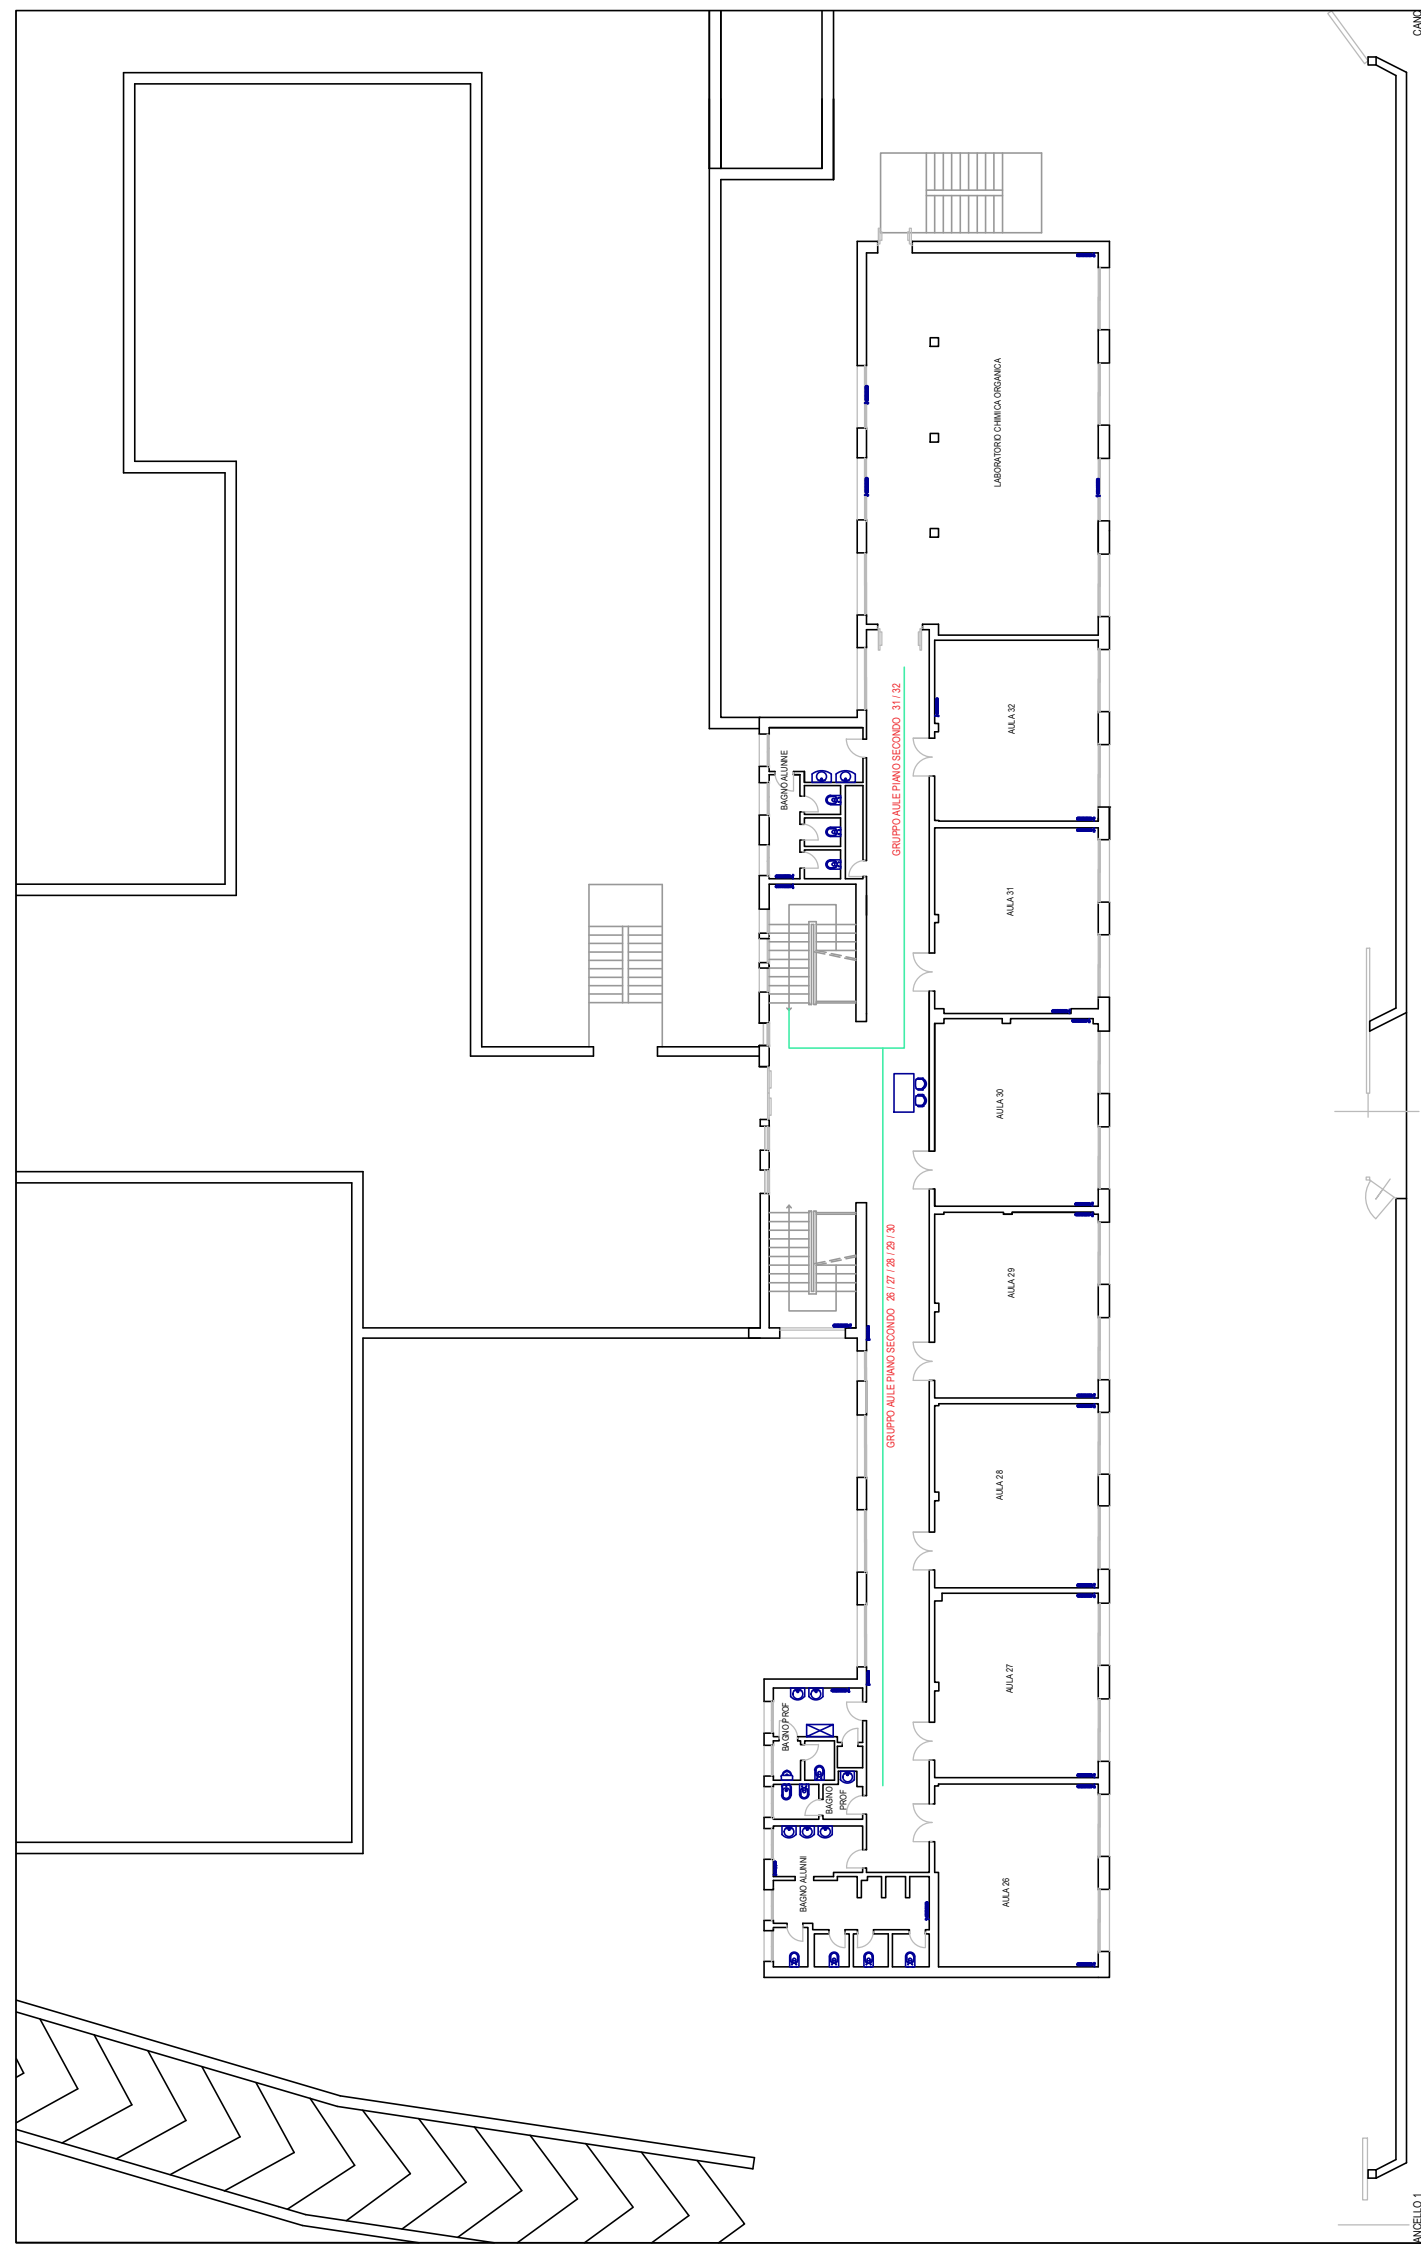 CANC
LABORATORIO CHIMICA ORGANICA
AULA 32
GRUPPO AULE PIANO SECONDO 31 / 32
BAGNO ALUNNE
AULA 31
AULA 30
AULA 29
GRUPPO AULE PIANO SECONDO 26 / 27 / 28 / 29 / 30
AULA 28
AULA 27
BAGNO PROF
BAGNO
PROF
BAGNO ALUNNI
AULA 26
ANCELLO 1